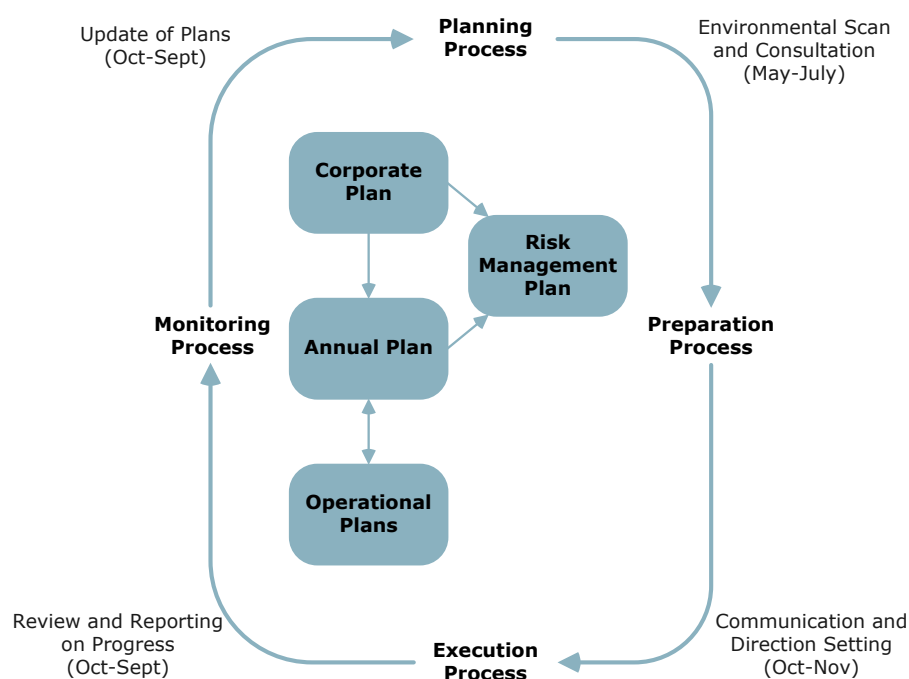 Update of Plans
(Oct-Sept)
Planning
Process
Environmental Scan
and Consultation
(May-July)
Corporate
Plan
Risk
Management
Plan
Monitoring
Process
Annual Plan
Preparation
Process
Operational
Plans
Review and Reporting
on Progress
(Oct-Sept)
Execution
Process
Communication and
Direction Setting
(Oct-Nov)